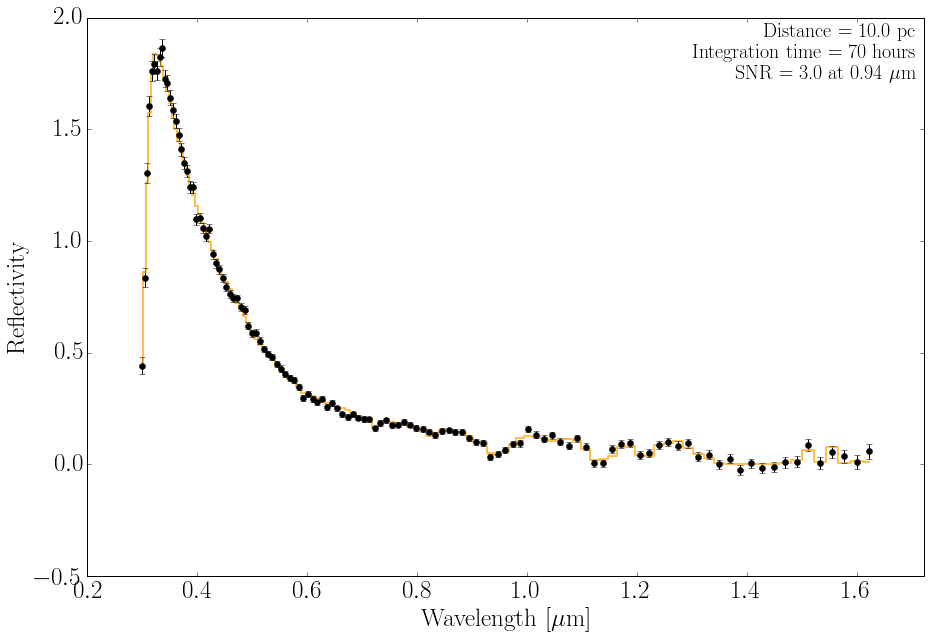 Distance = 10.0 pc
Integration time = 70 hours
SNR = 3.0 at 0.94 μm
Reflectivity
2.0
1.5
1.0
0.5
0.0
−0.5
0.2 0.4 0.6 0.8 1.0 1.2 1.4 1.6
Wavelength [μm]